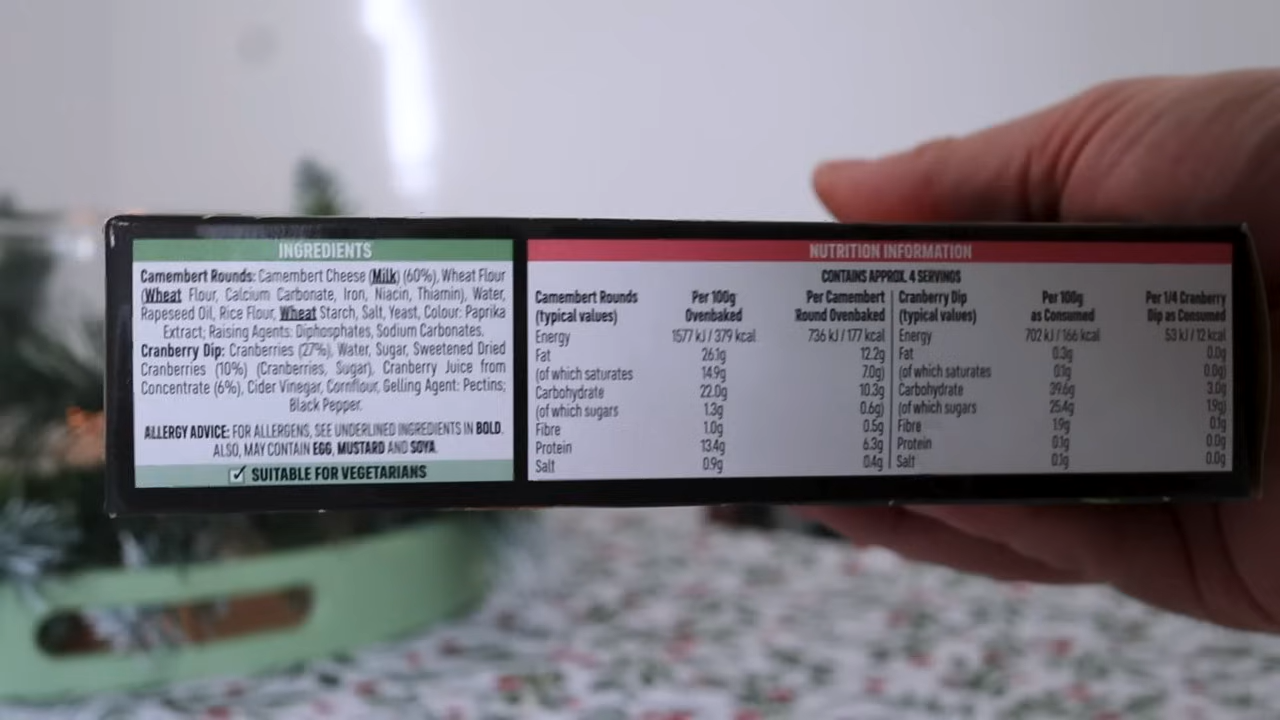 INGREDIENTS
Camembert Rounds: Camembert Cheese (Milk) (60%), Wheat Flour
(Wheat Flour, Calcium Carbonate, Iron, Niacin, Thiamin), Water,
Rapeseed Oil, Rice Flour, Wheat Starch, Salt, Yeast, Colour: Paprika
Extract; Raising Agents: Diphosphates, Sodium Carbonates.
Cranberry Dip: Cranberries (27%), Water, Sugar, Sweetened Dried
Cranberries (10%) (Cranberries, Sugar), Cranberry Juice from
Concentrate (6%), Cider Vinegar, Cornflour, Gelling Agent: Pectins;
Black Pepper.
ALLERGY ADVICE: FOR ALLERGENS, SEE UNDERLINED INGREDIENTS IN BOLD.
ALSO, MAY CONTAIN EGG, MUSTARD AND SOYA.
SUITABLE FOR VEGETARIANS
NUTRITION INFORMATION
CONTAINS APPROX. 4 SERVINGS
Camembert Rounds Per 100g Per Camembert
(typical values) Ovenbaked Round Ovenbaked
Energy 1577 kJ / 379 kcal 736 kJ / 177 kcal
Fat 26.1g 12.2g
(of which saturates 14.9g 7.0g)
Carbohydrate 22.0g 10.3g
(of which sugars 1.3g 0.6g)
Fibre 1.0g 0.5g
Protein 13.4g 6.3g
Salt 0.9g 0.4g
Cranberry Dip Per 100g Per 1/4 Cranberry
(typical values) as Consumed Dip as Consumed
Energy 702 kJ / 166 kcal 53 kJ / 12 kcal
Fat 0.3g 0.0g
(of which saturates 0.1g 0.0g)
Carbohydrate 39.6g 3.0g
(of which sugars 25.4g 1.9g)
Fibre 1.9g 0.1g
Protein 0.1g 0.0g
Salt 0.1g 0.0g